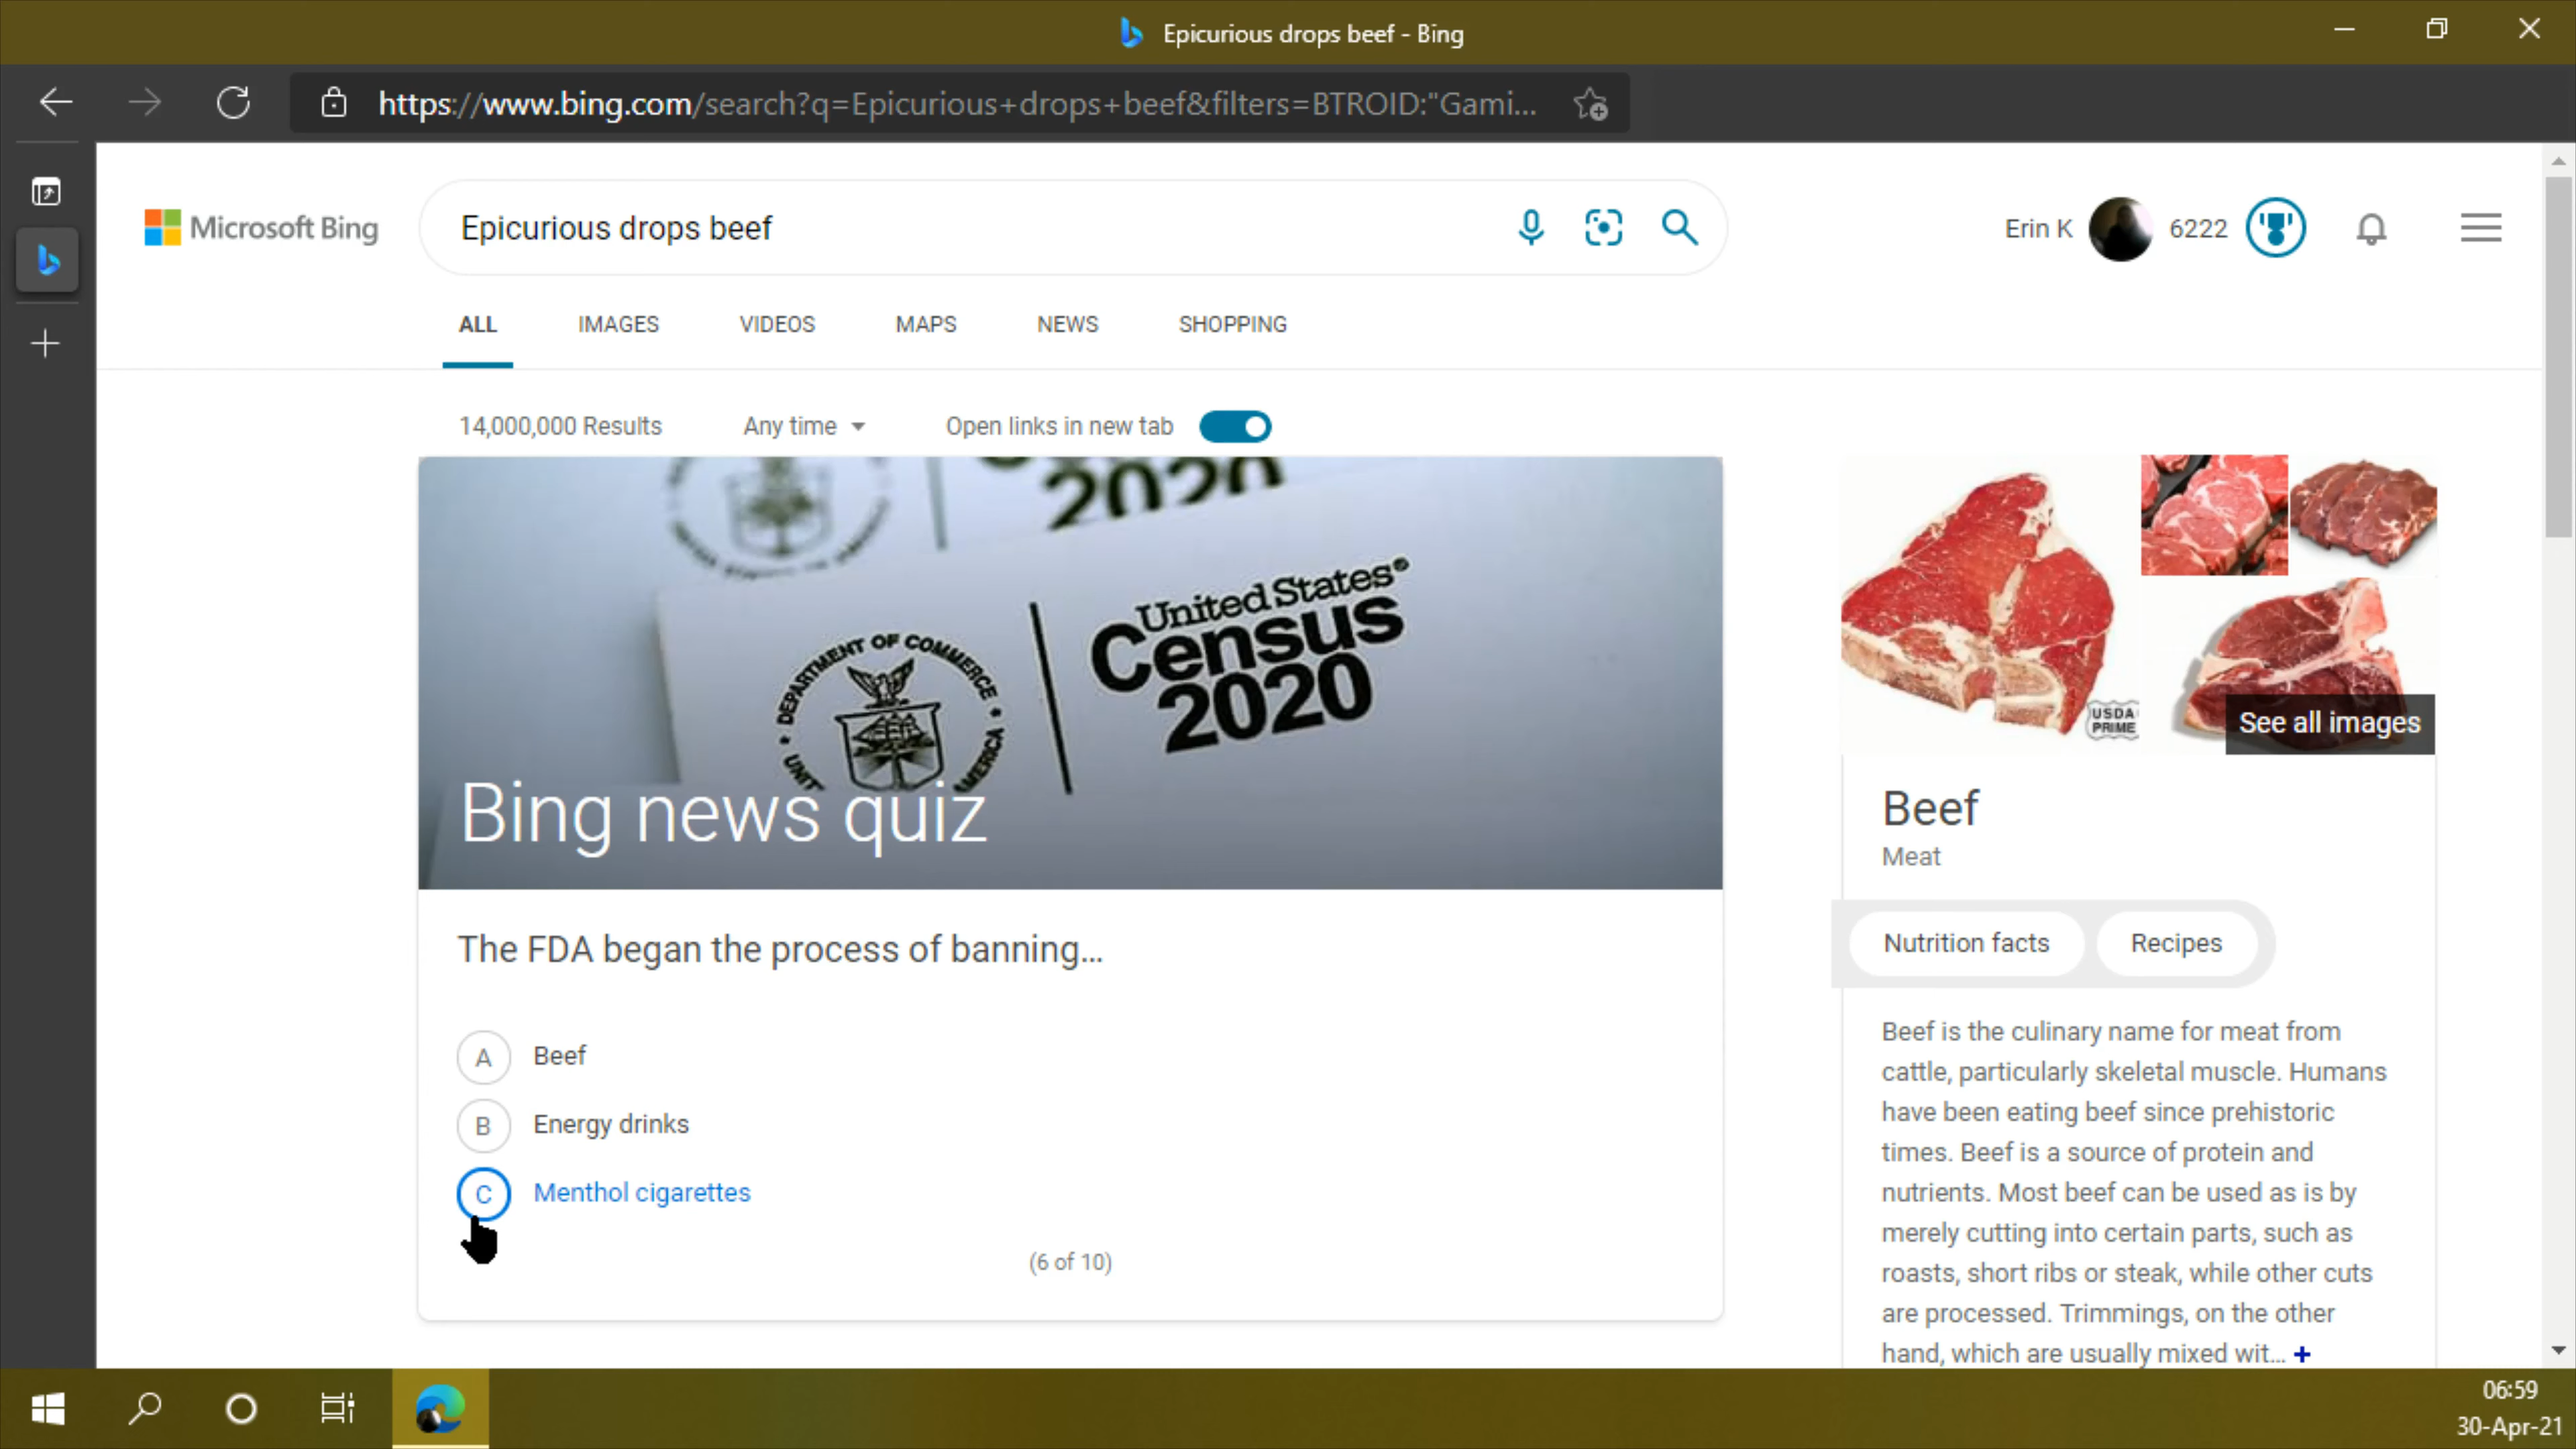 Epicurious drops beef - Bing
https://www.bing.com/search?q=Epicurious+drops+beef&filters=BTROID:"Gami...
Microsoft Bing
Epicurious drops beef
Erin K
6222
ALL
IMAGES
VIDEOS
MAPS
NEWS
SHOPPING
14,000,000 Results
Any time
Open links in new tab
2020
DEPARTMENT OF COMMERCE
AMERICA
United States®
Census
2020
Bing news quiz
The FDA began the process of banning...
A Beef
B Energy drinks
C Menthol cigarettes
(6 of 10)
USDA
PRIME
See all images
Beef
Meat
Nutrition facts
Recipes
Beef is the culinary name for meat from
cattle, particularly skeletal muscle. Humans
have been eating beef since prehistoric
times. Beef is a source of protein and
nutrients. Most beef can be used as is by
merely cutting into certain parts, such as
roasts, short ribs or steak, while other cuts
are processed. Trimmings, on the other
hand, which are usually mixed wit... +
06:59
30-Apr-21